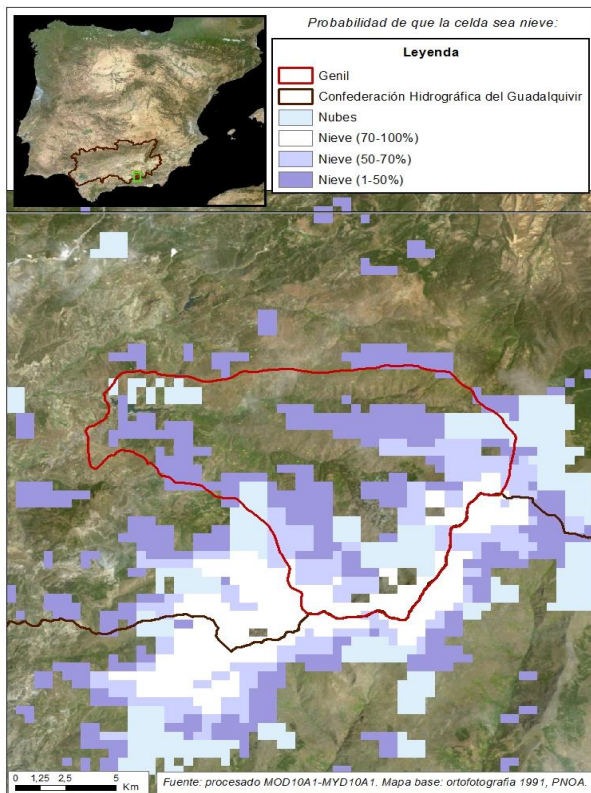 Probabilidad de que la celda sea nieve:
Leyenda
Genil
Confederación Hidrográfica del Guadalquivir
Nubes
Nieve (70-100%)
Nieve (50-70%)
Nieve (1-50%)
0 1,25 2,5 5
Km
Fuente: procesado MOD10A1-MYD10A1. Mapa base: ortofotografia 1991, PNOA.